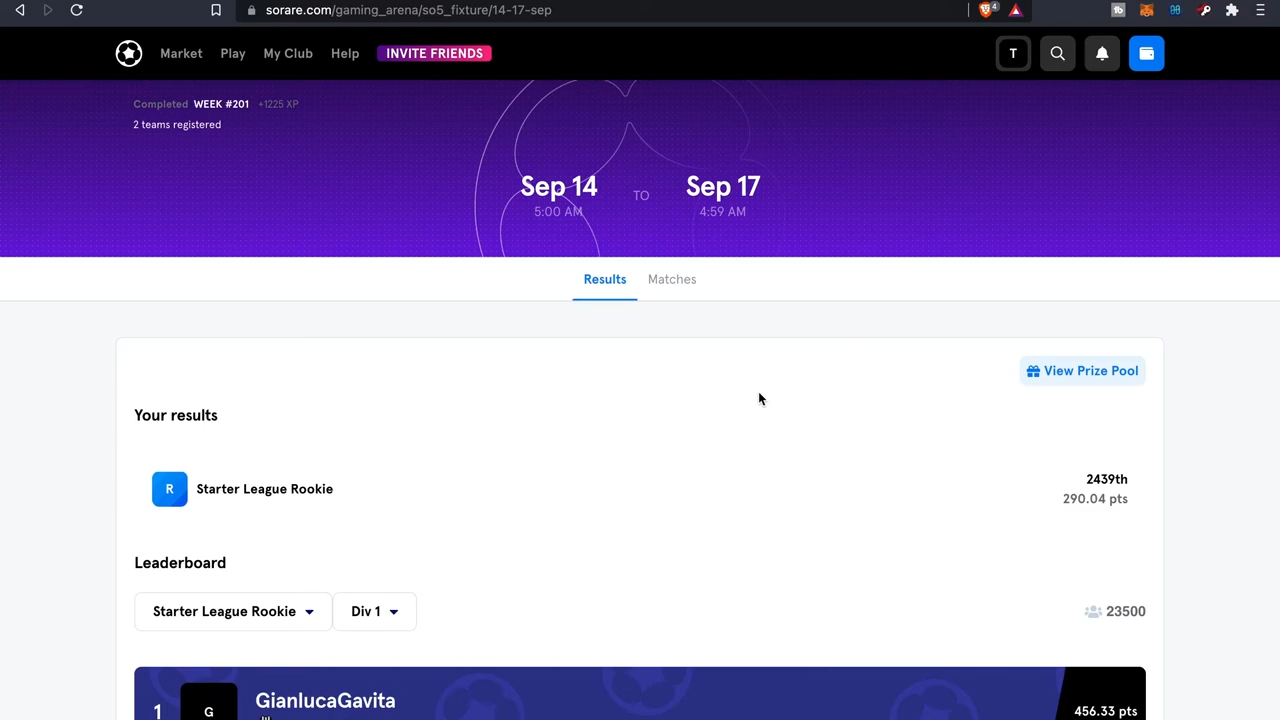 sorare.com/gaming_arena/so5_fixture/14-17-sep
4
Market Play My Club Help INVITE FRIENDS
T
Completed WEEK #201 +1225 XP
2 teams registered
Sep 14 TO Sep 17
5:00 AM 4:59 AM
Results Matches
View Prize Pool
Your results
R Starter League Rookie 2439th
290.04 pts
Leaderboard
Starter League Rookie Div 1 23500
1 G GianlucaGavita 456.33 pts